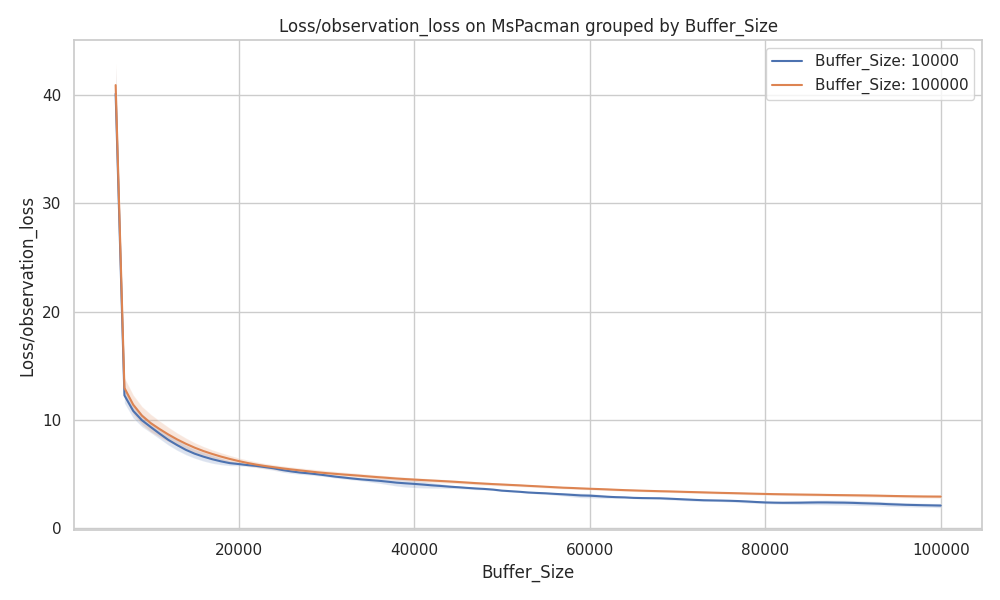 Loss/observation_loss on MsPacman grouped by Buffer_Size
Buffer_Size: 10000
Buffer_Size: 100000
Loss/observation_loss
40
30
20
10
0
20000
40000
60000
80000
100000
Buffer_Size